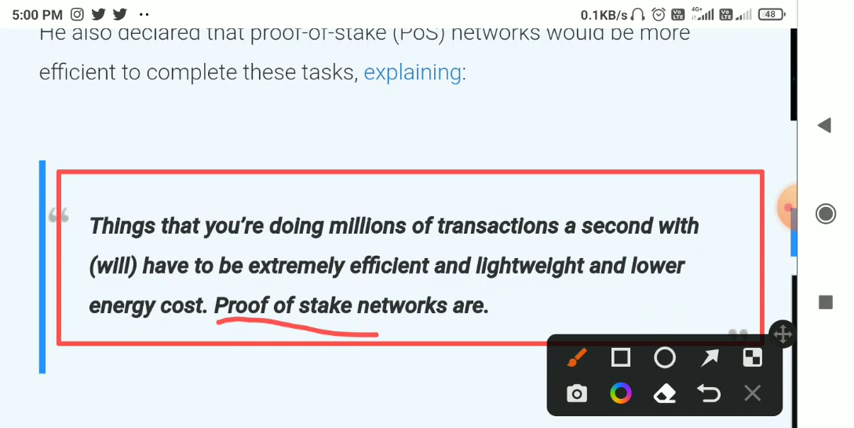 5:00 PM 0.1KB/s 4G+ 48
He also declared that proof-of-stake (PoS) networks would be more
efficient to complete these tasks, explaining:
“
Things that you’re doing millions of transactions a second with
(will) have to be extremely efficient and lightweight and lower
energy cost. Proof of stake networks are.
”